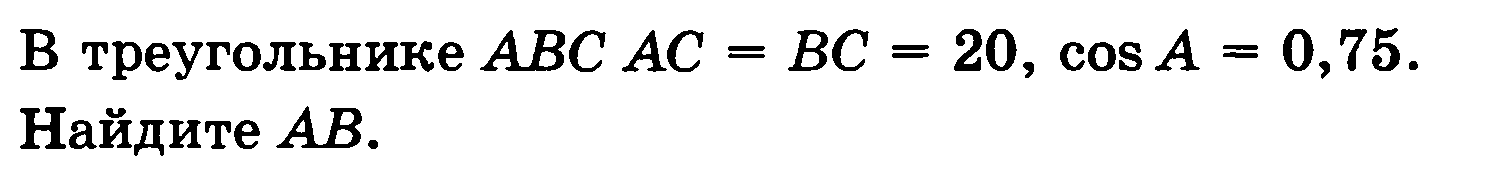 В треугольнике ABC AC = BC = 20, cos A = 0,75.
Найдите AB.